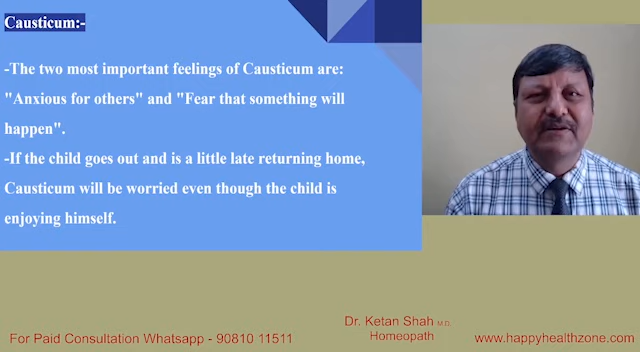 Causticum:-
-The two most important feelings of Causticum are:
"Anxious for others" and "Fear that something will
happen".
-If the child goes out and is a little late returning home,
Causticum will be worried even though the child is
enjoying himself.
Dr. Ketan Shah M.D.
Homeopath
For Paid Consultation Whatsapp - 90810 11511
www.happyhealthzone.com